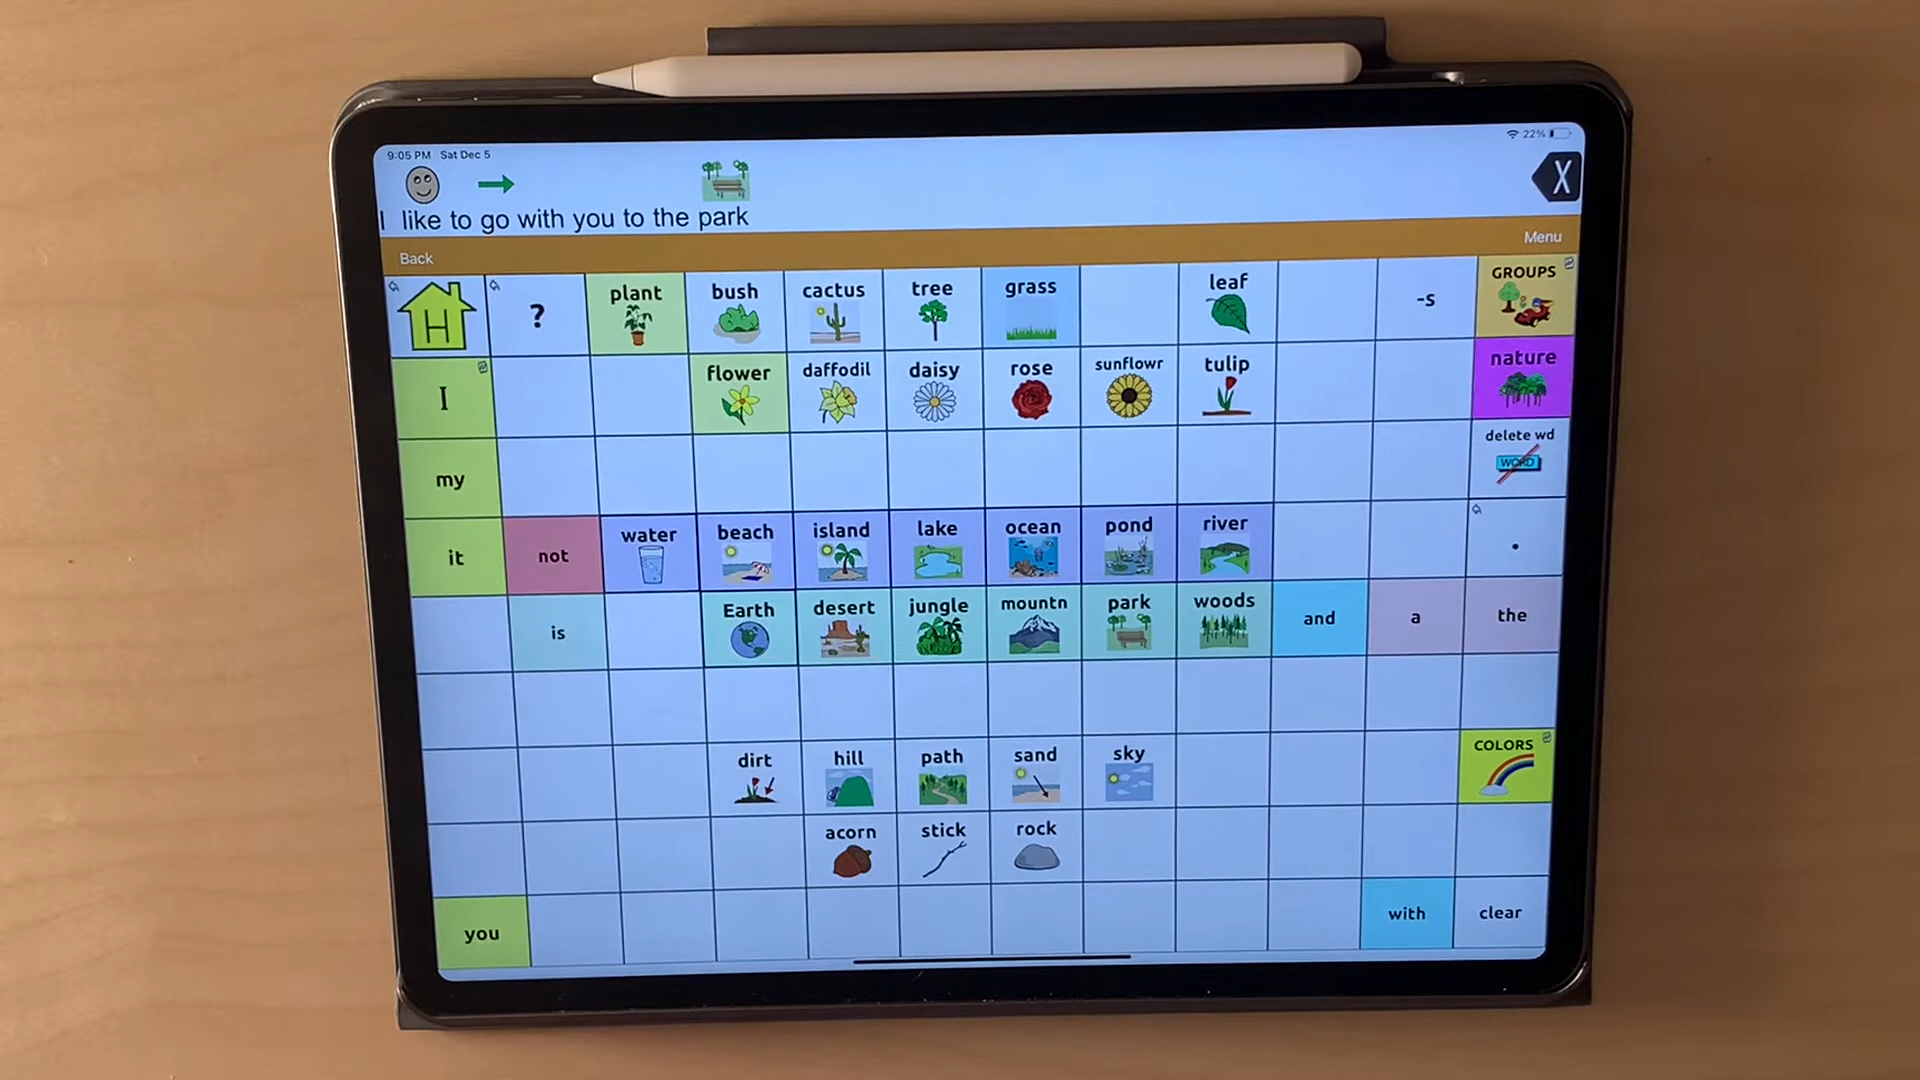 9:05 PM Sat Dec 5 22%
X
I like to go with you to the park
Back Menu
H ? plant bush cactus tree grass leaf -s GROUPS
I flower daffodil daisy rose sunflowr tulip nature
my delete wd
WORD
it not water beach island lake ocean pond river .
is Earth desert jungle mountn park woods and a the
dirt hill path sand sky COLORS
acorn stick rock
you with clear